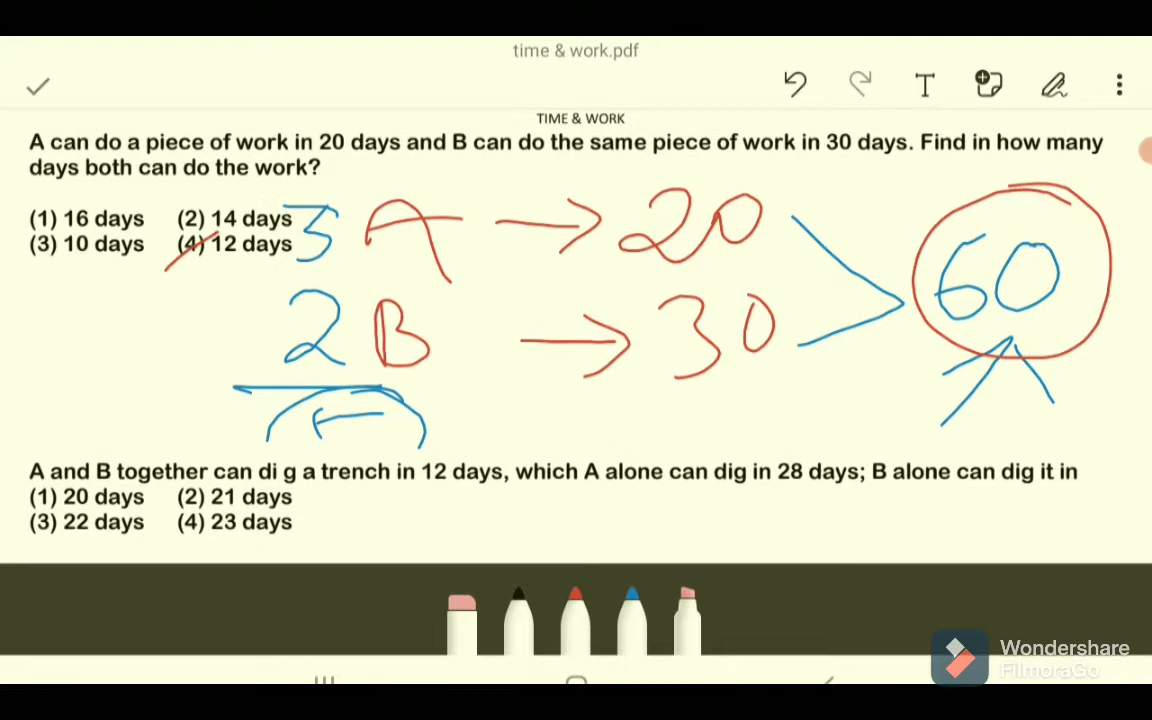 time & work.pdf
T
TIME & WORK
A can do a piece of work in 20 days and B can do the same piece of work in 30 days. Find in how many
days both can do the work?
(1) 16 days (2) 14 days
(3) 10 days (4) 12 days
3 A → 20
60
2 B → 30
A and B together can di g a trench in 12 days, which A alone can dig in 28 days; B alone can dig it in
(1) 20 days (2) 21 days
(3) 22 days (4) 23 days
Wondershare
FilmoraGo